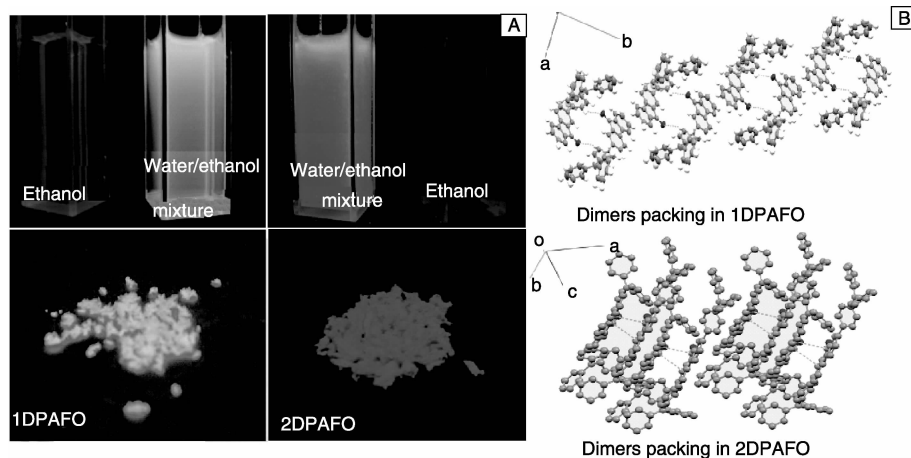 A
Ethanol
Water/ethanol
mixture
Water/ethanol
mixture
Ethanol
1DPAFO
2DPAFO
B
a
b
Dimers packing in 1DPAFO
o
a
b
c
Dimers packing in 2DPAFO